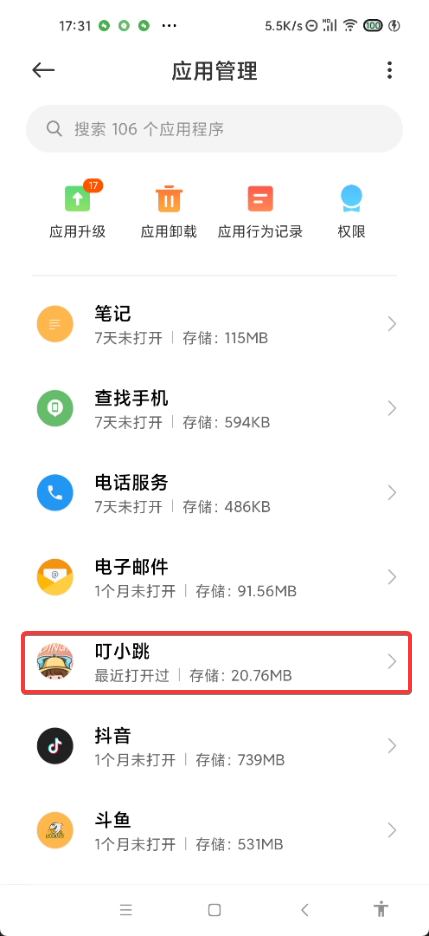 17:31 ... 5.5K/s HD 100
应用管理
搜索 106 个应用程序
17
应用升级 应用卸载 应用行为记录 权限
笔记
7天未打开 | 存储: 115MB
查找手机
7天未打开 | 存储: 594KB
电话服务
7天未打开 | 存储: 486KB
电子邮件
1个月未打开 | 存储: 91.56MB
叮小跳
最近打开过 | 存储: 20.76MB
抖音
1个月未打开 | 存储: 739MB
斗鱼
1个月未打开 | 存储: 531MB